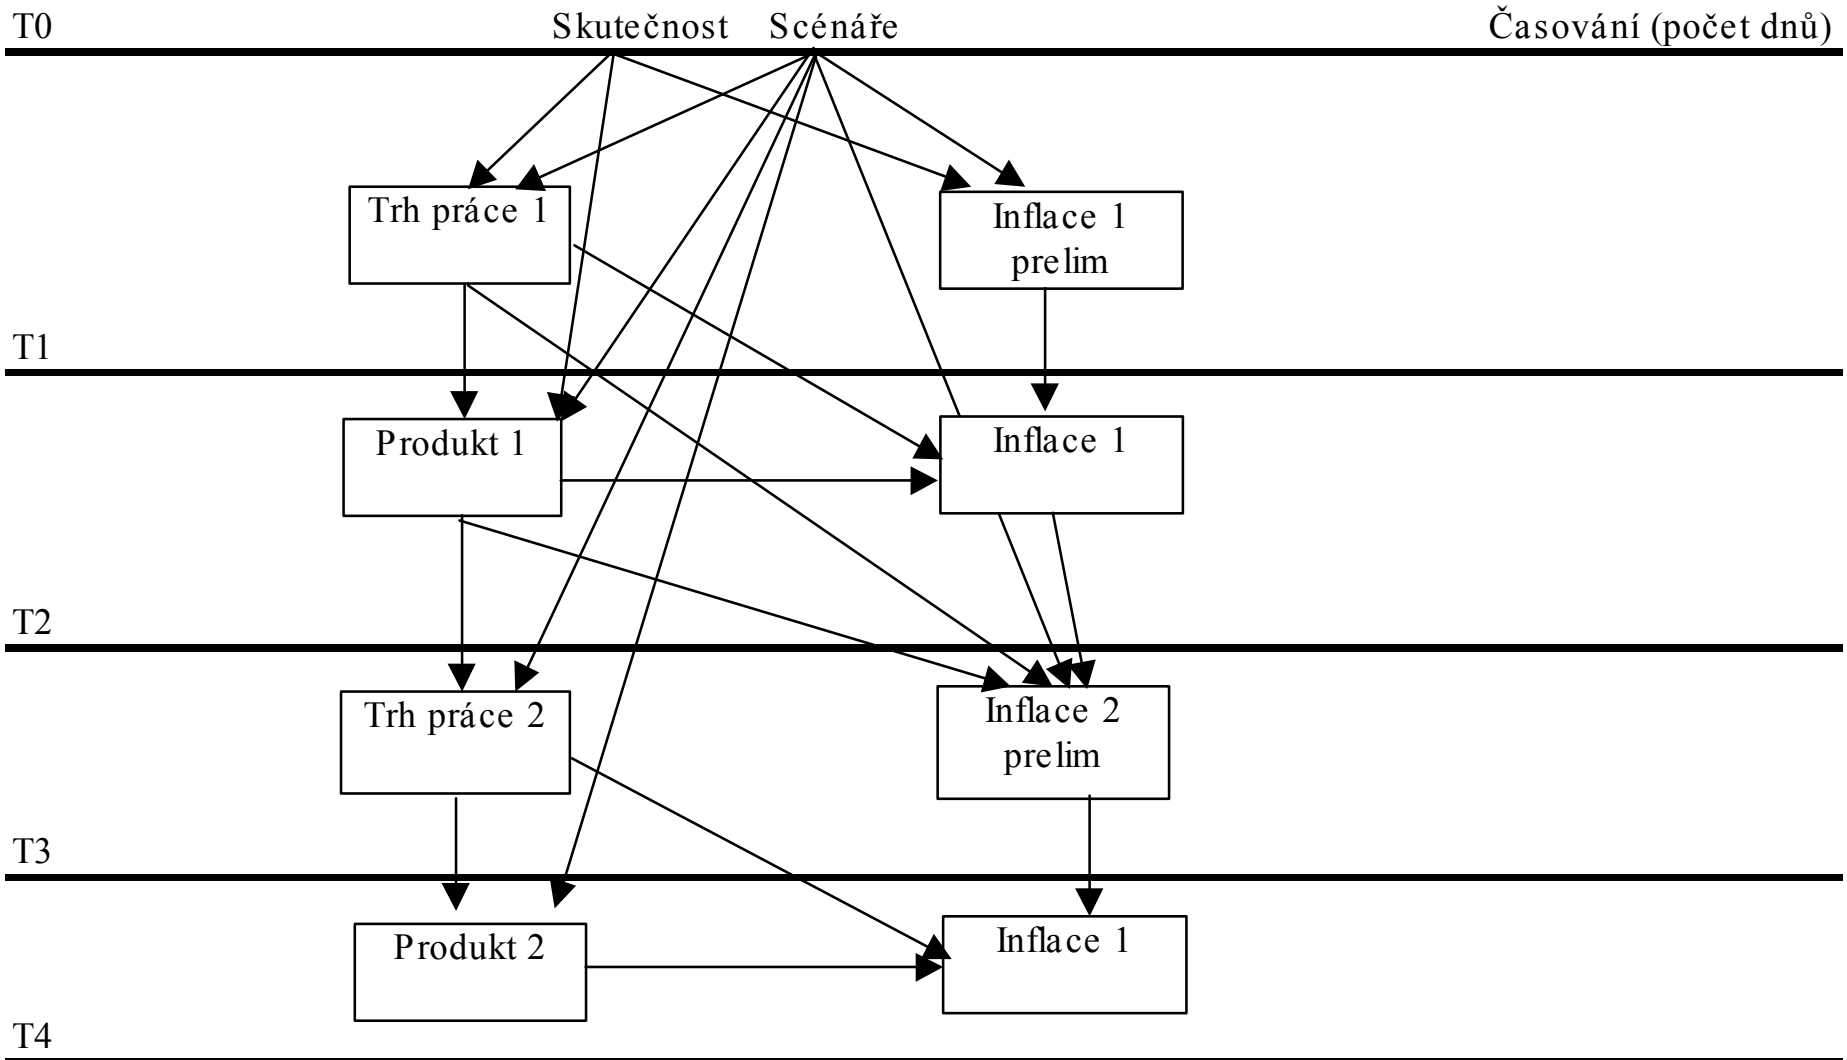 T0 Skutečnost Scénáře Časování (počet dnů)
Trh práce 1
Inflace 1
prelim
T1
Produkt 1
Inflace 1
T2
Trh práce 2
Inflace 2
prelim
T3
Produkt 2
Inflace 1
T4